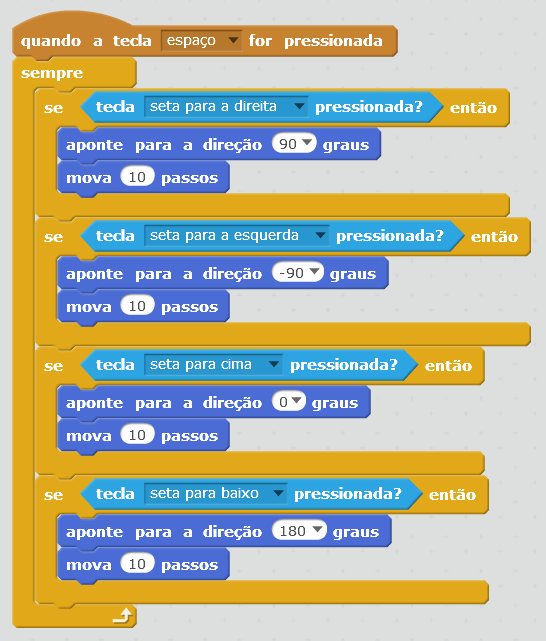 quando a tecla espaço for pressionada
sempre
se tecla seta para a direita pressionada? então
aponte para a direção 90 graus
mova 10 passos
se tecla seta para a esquerda pressionada? então
aponte para a direção -90 graus
mova 10 passos
se tecla seta para cima pressionada? então
aponte para a direção 0 graus
mova 10 passos
se tecla seta para baixo pressionada? então
aponte para a direção 180 graus
mova 10 passos